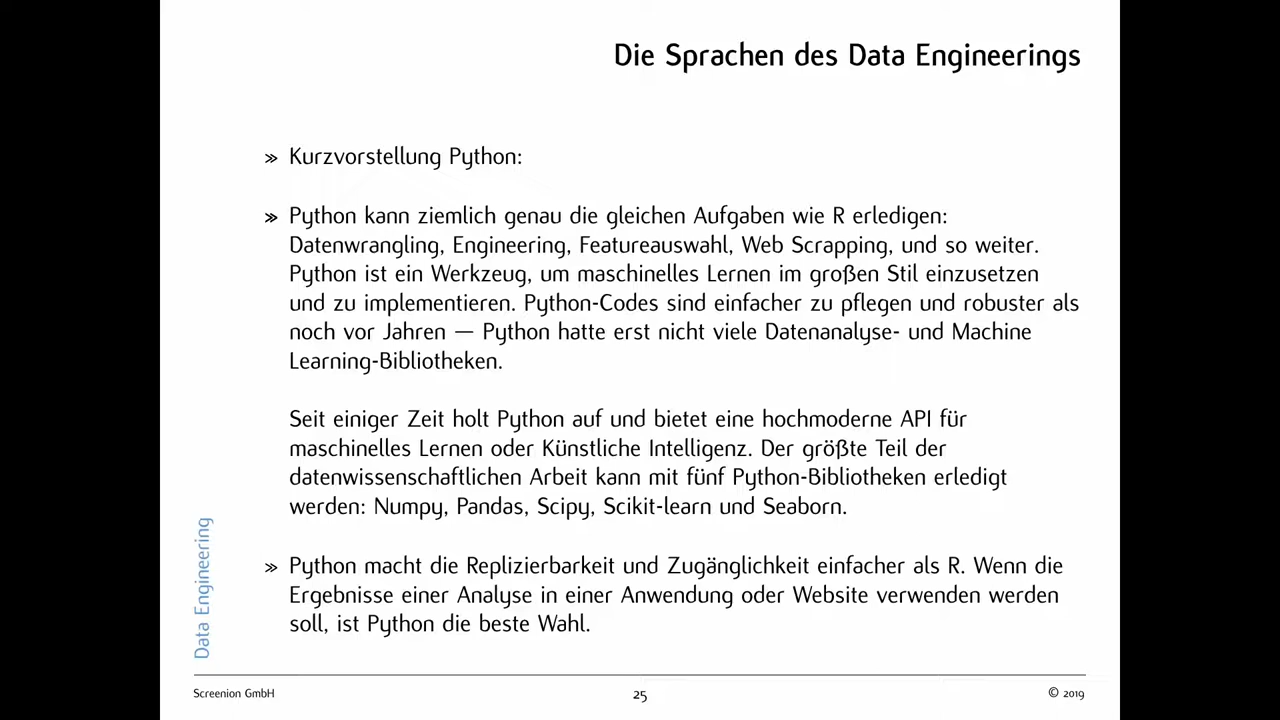 Die Sprachen des Data Engineerings
» Kurzvorstellung Python:
» Python kann ziemlich genau die gleichen Aufgaben wie R erledigen:
Datenwrangling, Engineering, Featureauswahl, Web Scrapping, und so weiter.
Python ist ein Werkzeug, um maschinelles Lernen im großen Stil einzusetzen
und zu implementieren. Python-Codes sind einfacher zu pflegen und robuster als
noch vor Jahren — Python hatte erst nicht viele Datenanalyse- und Machine
Learning-Bibliotheken.
Seit einiger Zeit holt Python auf und bietet eine hochmoderne API für
maschinelles Lernen oder Künstliche Intelligenz. Der größte Teil der
datenwissenschaftlichen Arbeit kann mit fünf Python-Bibliotheken erledigt
werden: Numpy, Pandas, Scipy, Scikit-learn und Seaborn.
» Python macht die Replizierbarkeit und Zugänglichkeit einfacher als R. Wenn die
Ergebnisse einer Analyse in einer Anwendung oder Website verwenden werden
soll, ist Python die beste Wahl.
Data Engineering
Screenion GmbH
25
© 2019